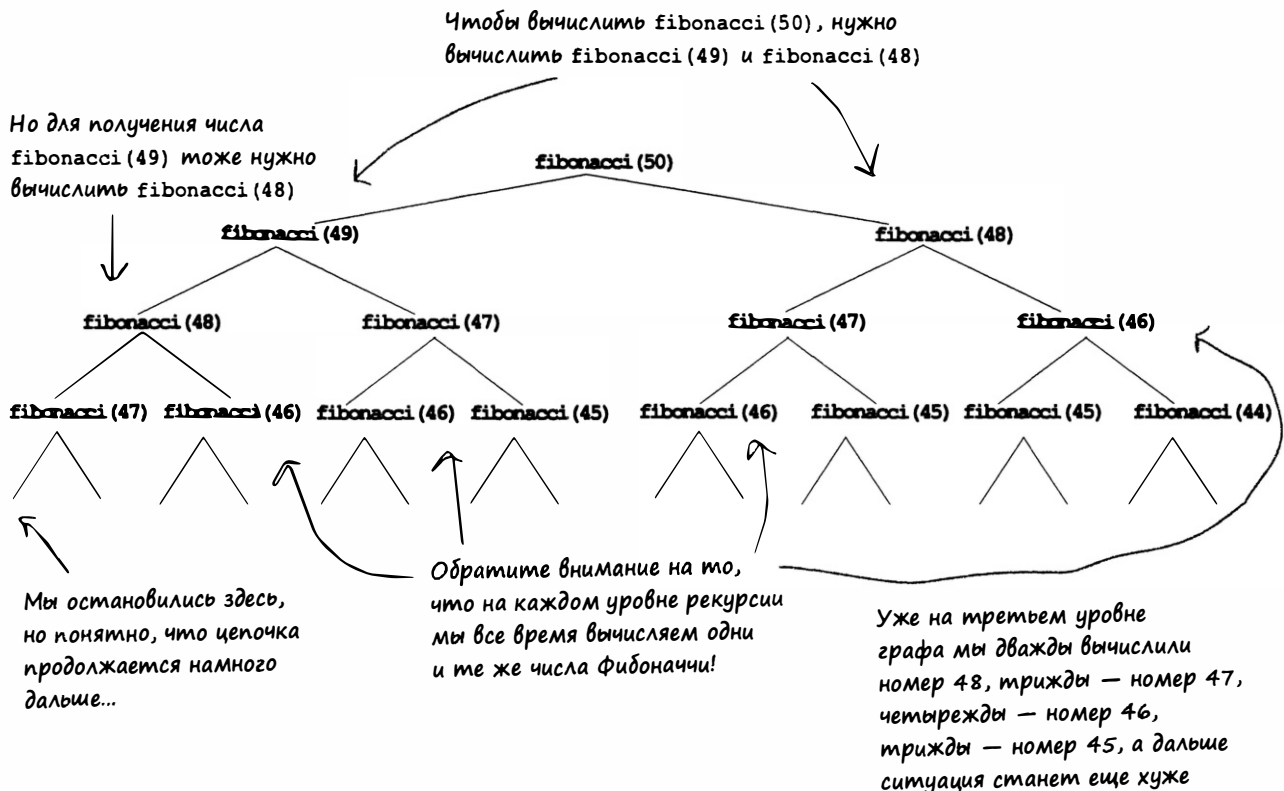 Чтобы вычислить fibonacci(50), нужно
вычислить fibonacci(49) и fibonacci(48)
Но для получения числа
fibonacci(49) тоже нужно
вычислить fibonacci(48)
fibonacci(50)
fibonacci(49) fibonacci(48)
fibonacci(48) fibonacci(47) fibonacci(47) fibonacci(46)
fibonacci(47) fibonacci(46) fibonacci(46) fibonacci(45) fibonacci(46) fibonacci(45) fibonacci(45) fibonacci(44)
Мы остановились здесь,
но понятно, что цепочка
продолжается намного
дальше...
Обратите внимание на то,
что на каждом уровне рекурсии
мы все время вычисляем одни
и те же числа Фибоначчи!
Уже на третьем уровне
графа мы дважды вычислили
номер 48, трижды — номер 47,
четырежды — номер 46,
трижды — номер 45, а дальше
ситуация станет еще хуже